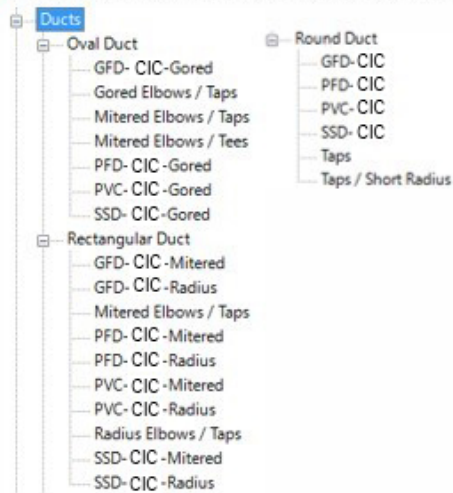 Ducts
Oval Duct
GFD- CIC-Gored
Gored Elbows / Taps
Mitered Elbows / Taps
Mitered Elbows / Tees
PFD- CIC -Gored
PVC- CIC -Gored
SSD- CIC-Gored
Rectangular Duct
GFD- CIC-Mitered
GFD- CIC -Radius
Mitered Elbows / Taps
PFD- CIC -Mitered
PFD- CIC -Radius
PVC- CIC -Mitered
PVC- CIC -Radius
Radius Elbows / Taps
SSD- CIC -Mitered
SSD- CIC -Radius
Round Duct
GFD- CIC
PFD- CIC
PVC- CIC
SSD- CIC
Taps
Taps / Short Radius